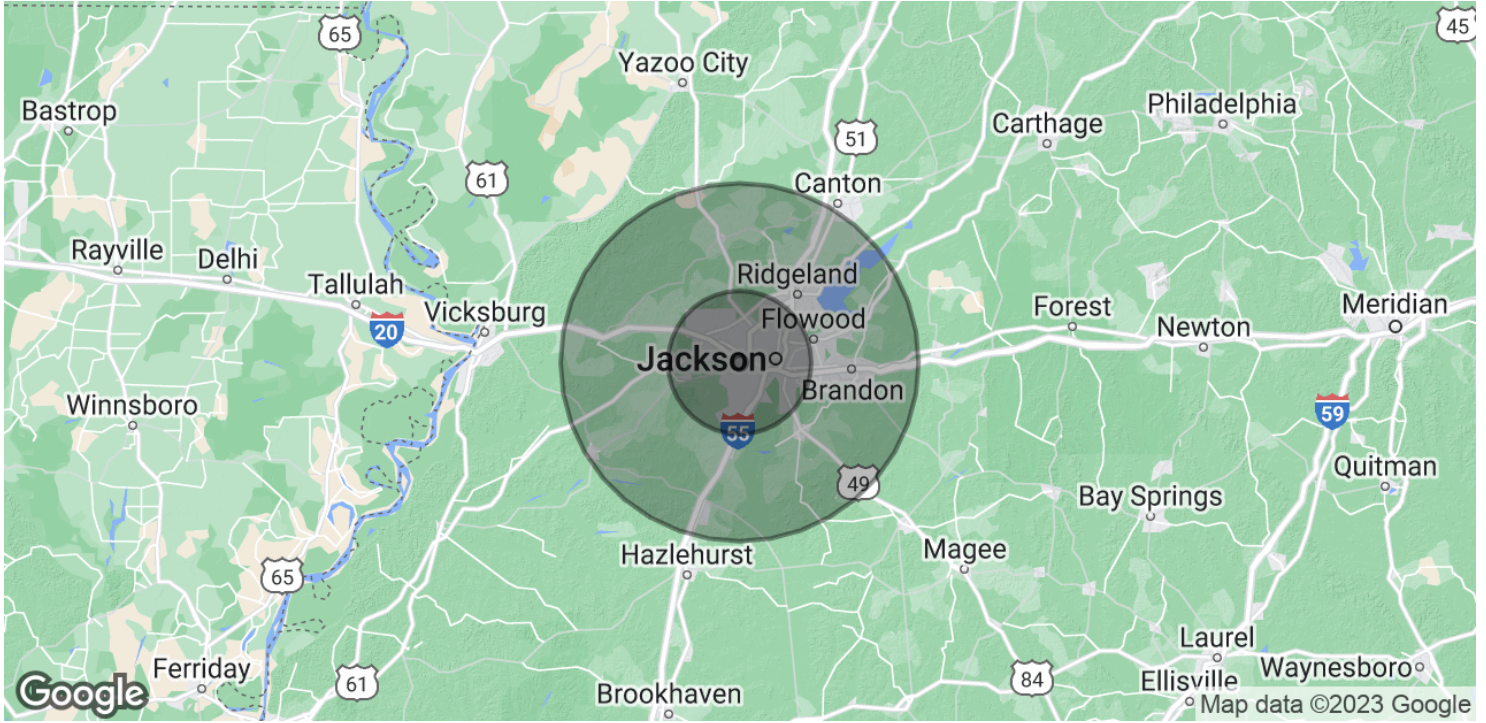 65
45
Yazoo City
Bastrop
Philadelphia
Carthage
51
61
Canton
Rayville
Delhi
Ridgeland
Tallulah
Vicksburg
20
Flowood
Forest
Newton
Meridian
Jackson
Brandon
Winnsboro
55
59
49
Quitman
Bay Springs
Hazlehurst
Magee
65
Laurel
Ferriday
Waynesboro
61
84
Ellisville
Brookhaven
Google
Map data ©2023 Google